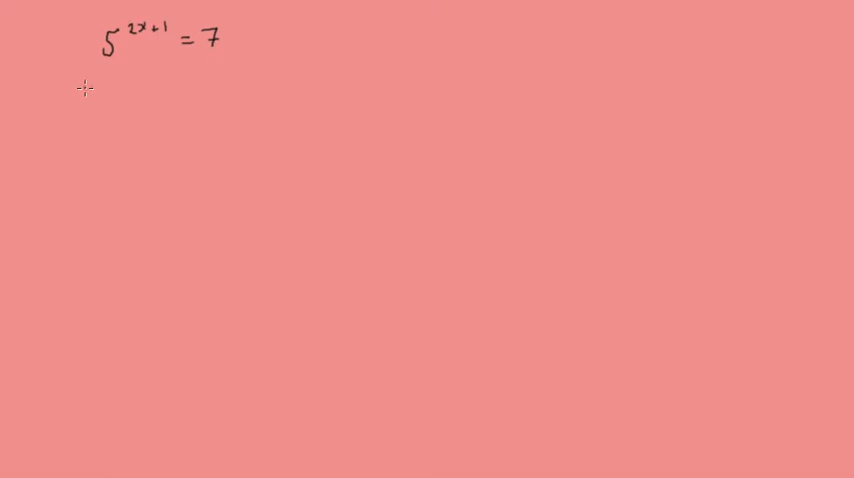 5^{2x+1} = 7